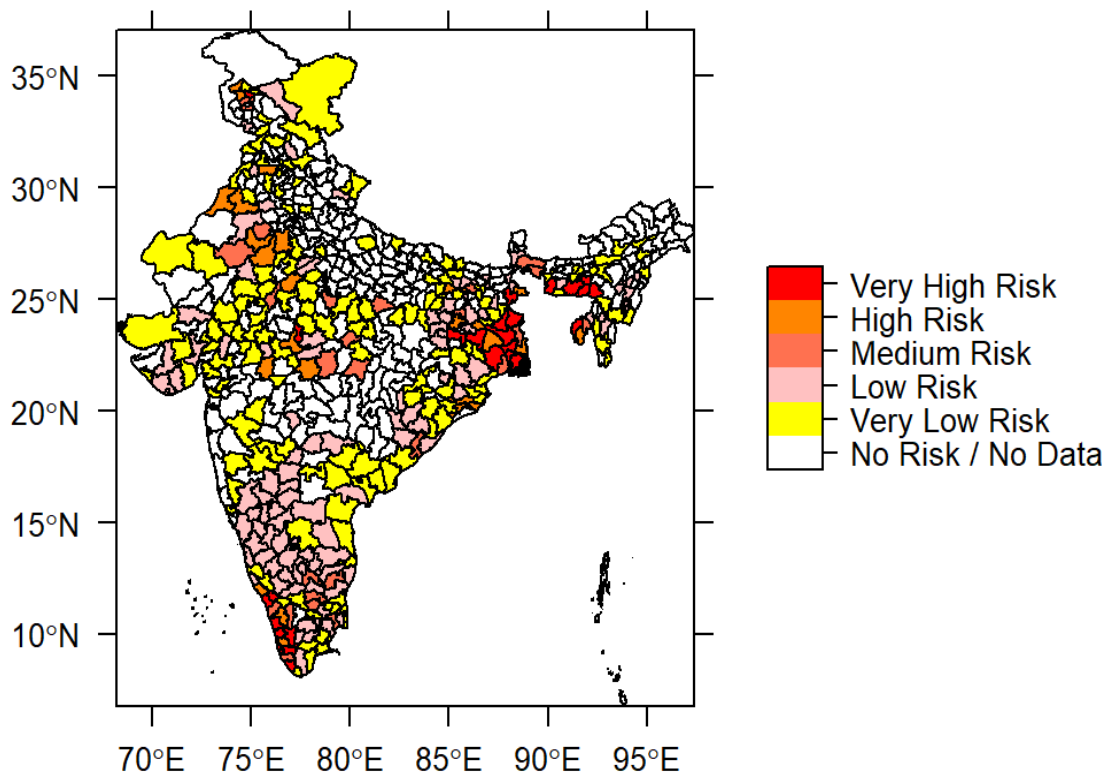 35°N
30°N
25°N
20°N
15°N
10°N
70°E 75°E 80°E 85°E 90°E 95°E
Very High Risk
High Risk
Medium Risk
Low Risk
Very Low Risk
No Risk / No Data